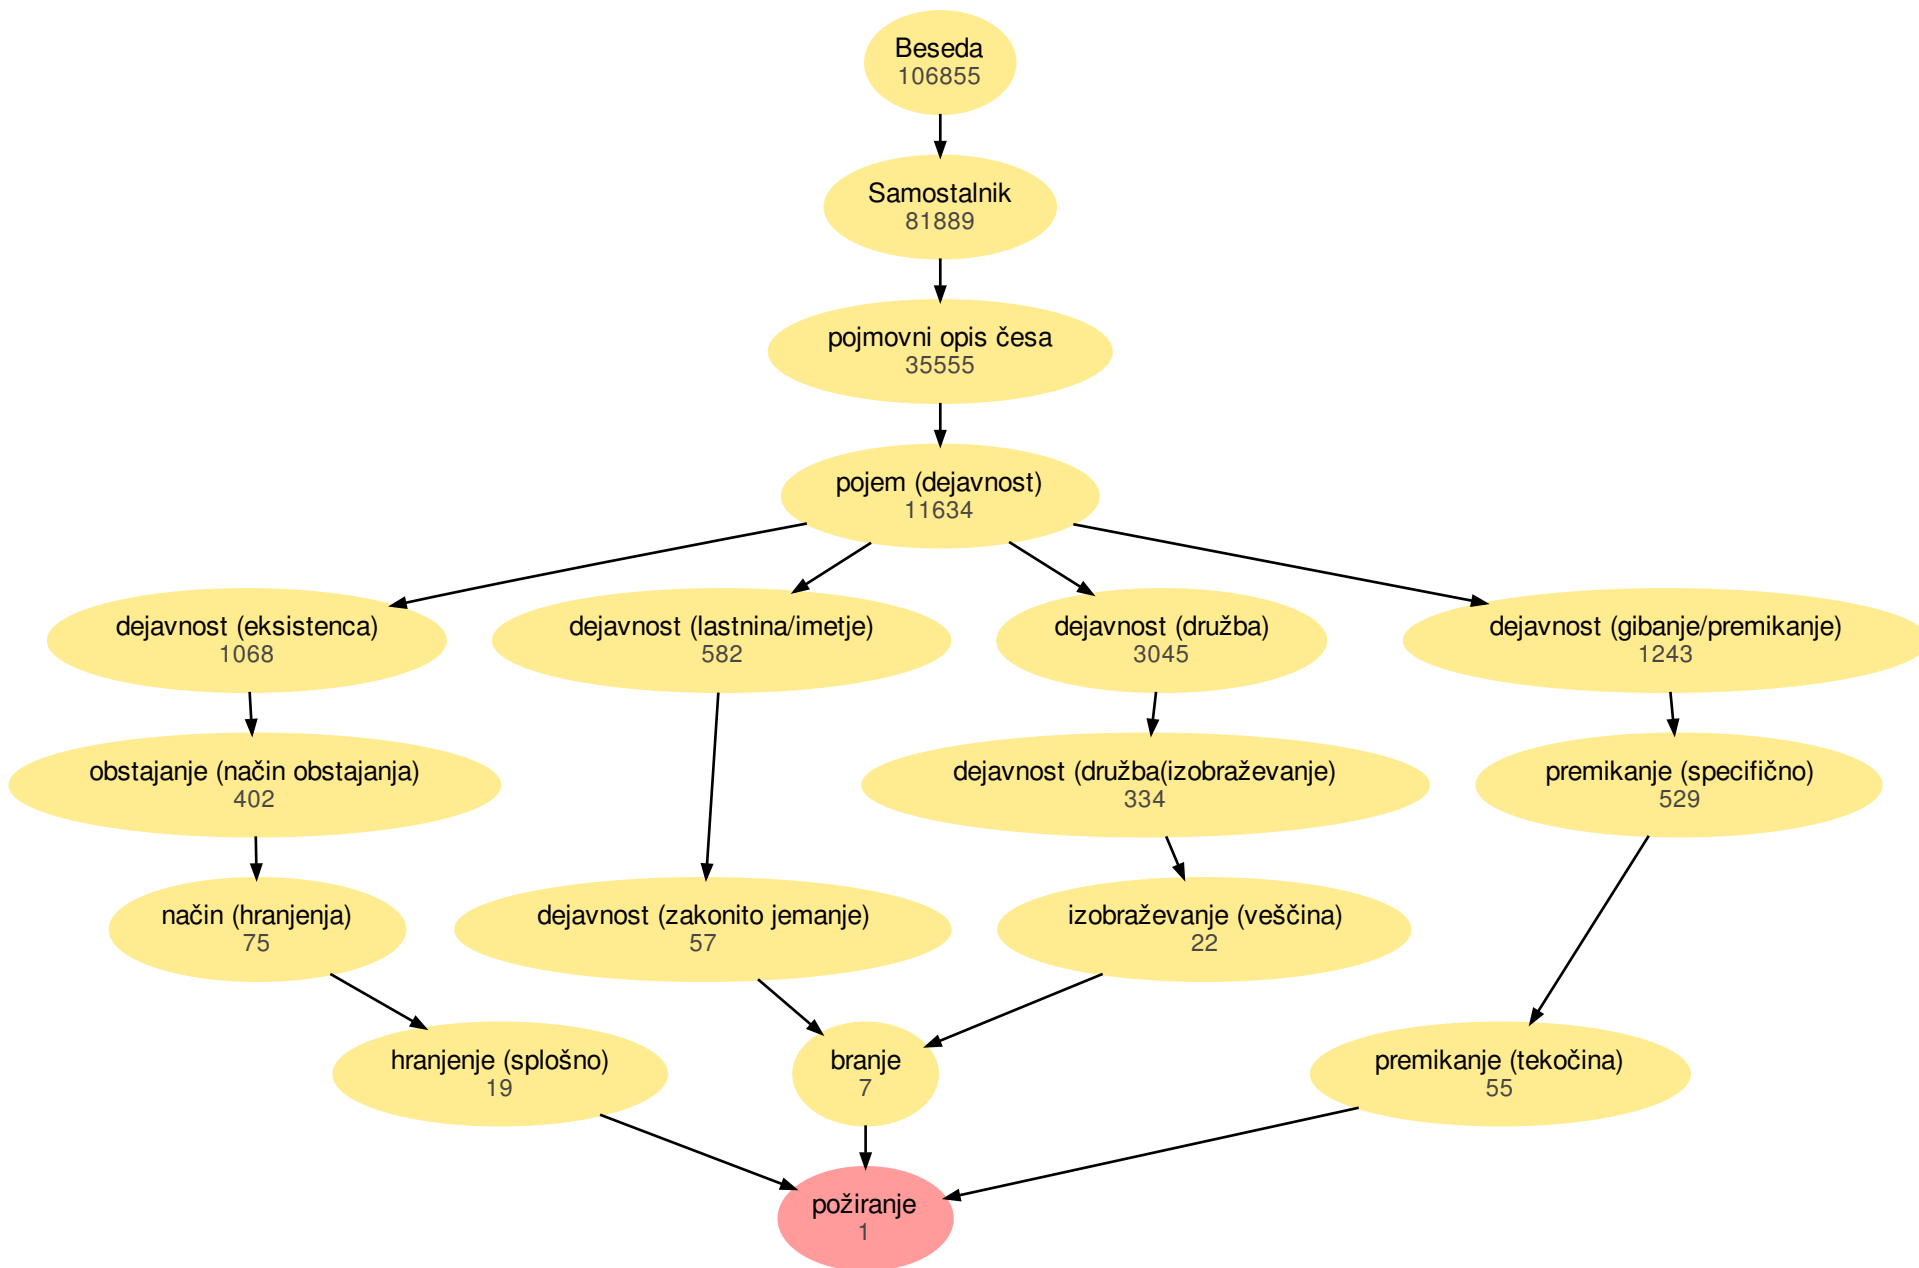 Beseda
106855
Samostalnik
81889
pojmovni opis česa
35555
pojem (dejavnost)
11634
dejavnost (eksistenca)
1068
dejavnost (lastnina/imetje)
582
dejavnost (družba)
3045
dejavnost (gibanje/premikanje)
1243
obstajanje (način obstajanja)
402
dejavnost (družba(izobraževanje)
334
premikanje (specifično)
529
način (hranjenja)
75
dejavnost (zakonito jemanje)
57
izobraževanje (veščina)
22
hranjenje (splošno)
19
branje
7
premikanje (tekočina)
55
požiranje
1